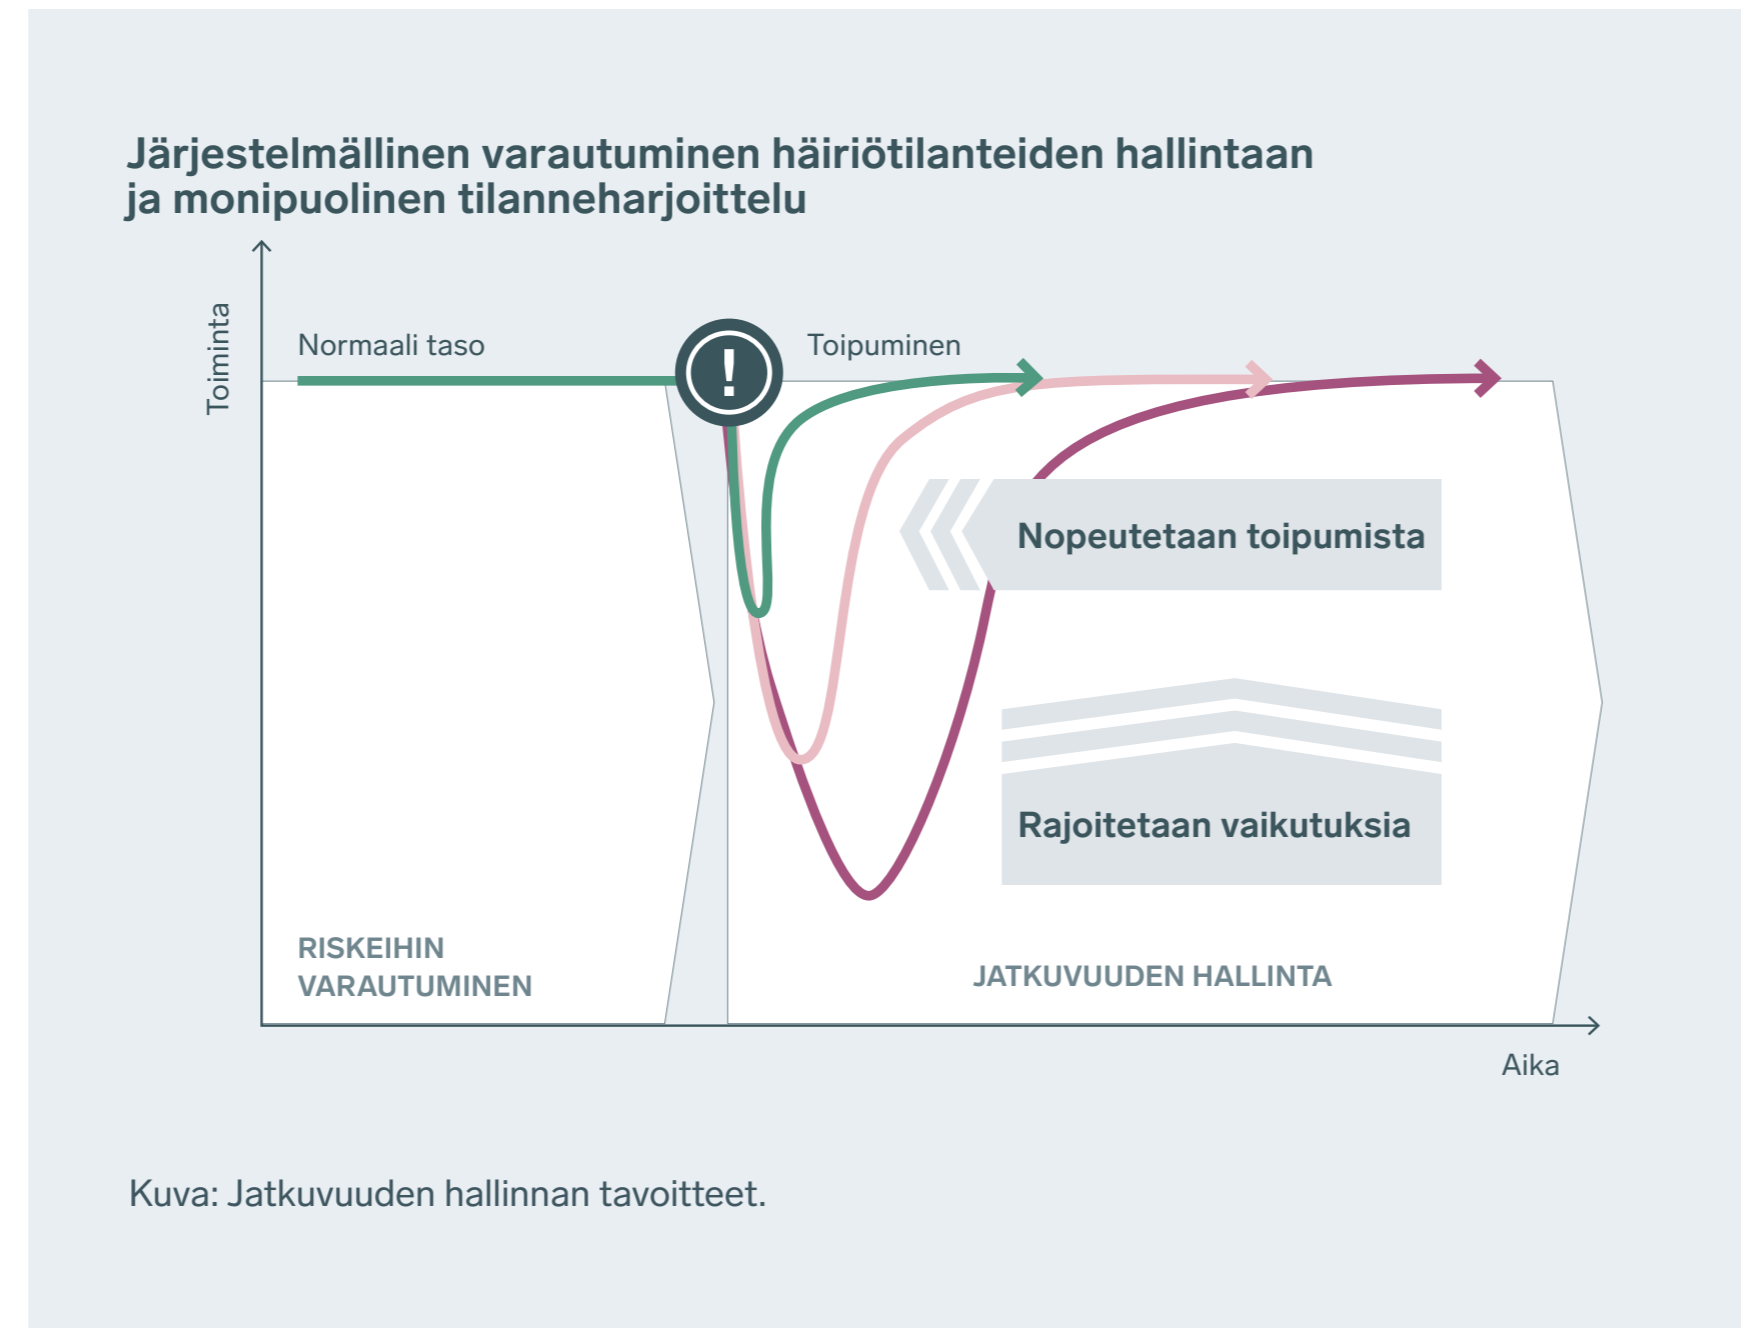 Järjestelmällinen varautuminen häiriötilanteiden hallintaan
ja monipuolinen tilanneharjoittelu
Toiminta
Normaali taso
!
Toipuminen
Nopeutetaan toipumista
Rajoitetaan vaikutuksia
RISKEIHIN
VARAUTUMINEN
JATKUVUUDEN HALLINTA
Aika
Kuva: Jatkuvuuden hallinnan tavoitteet.